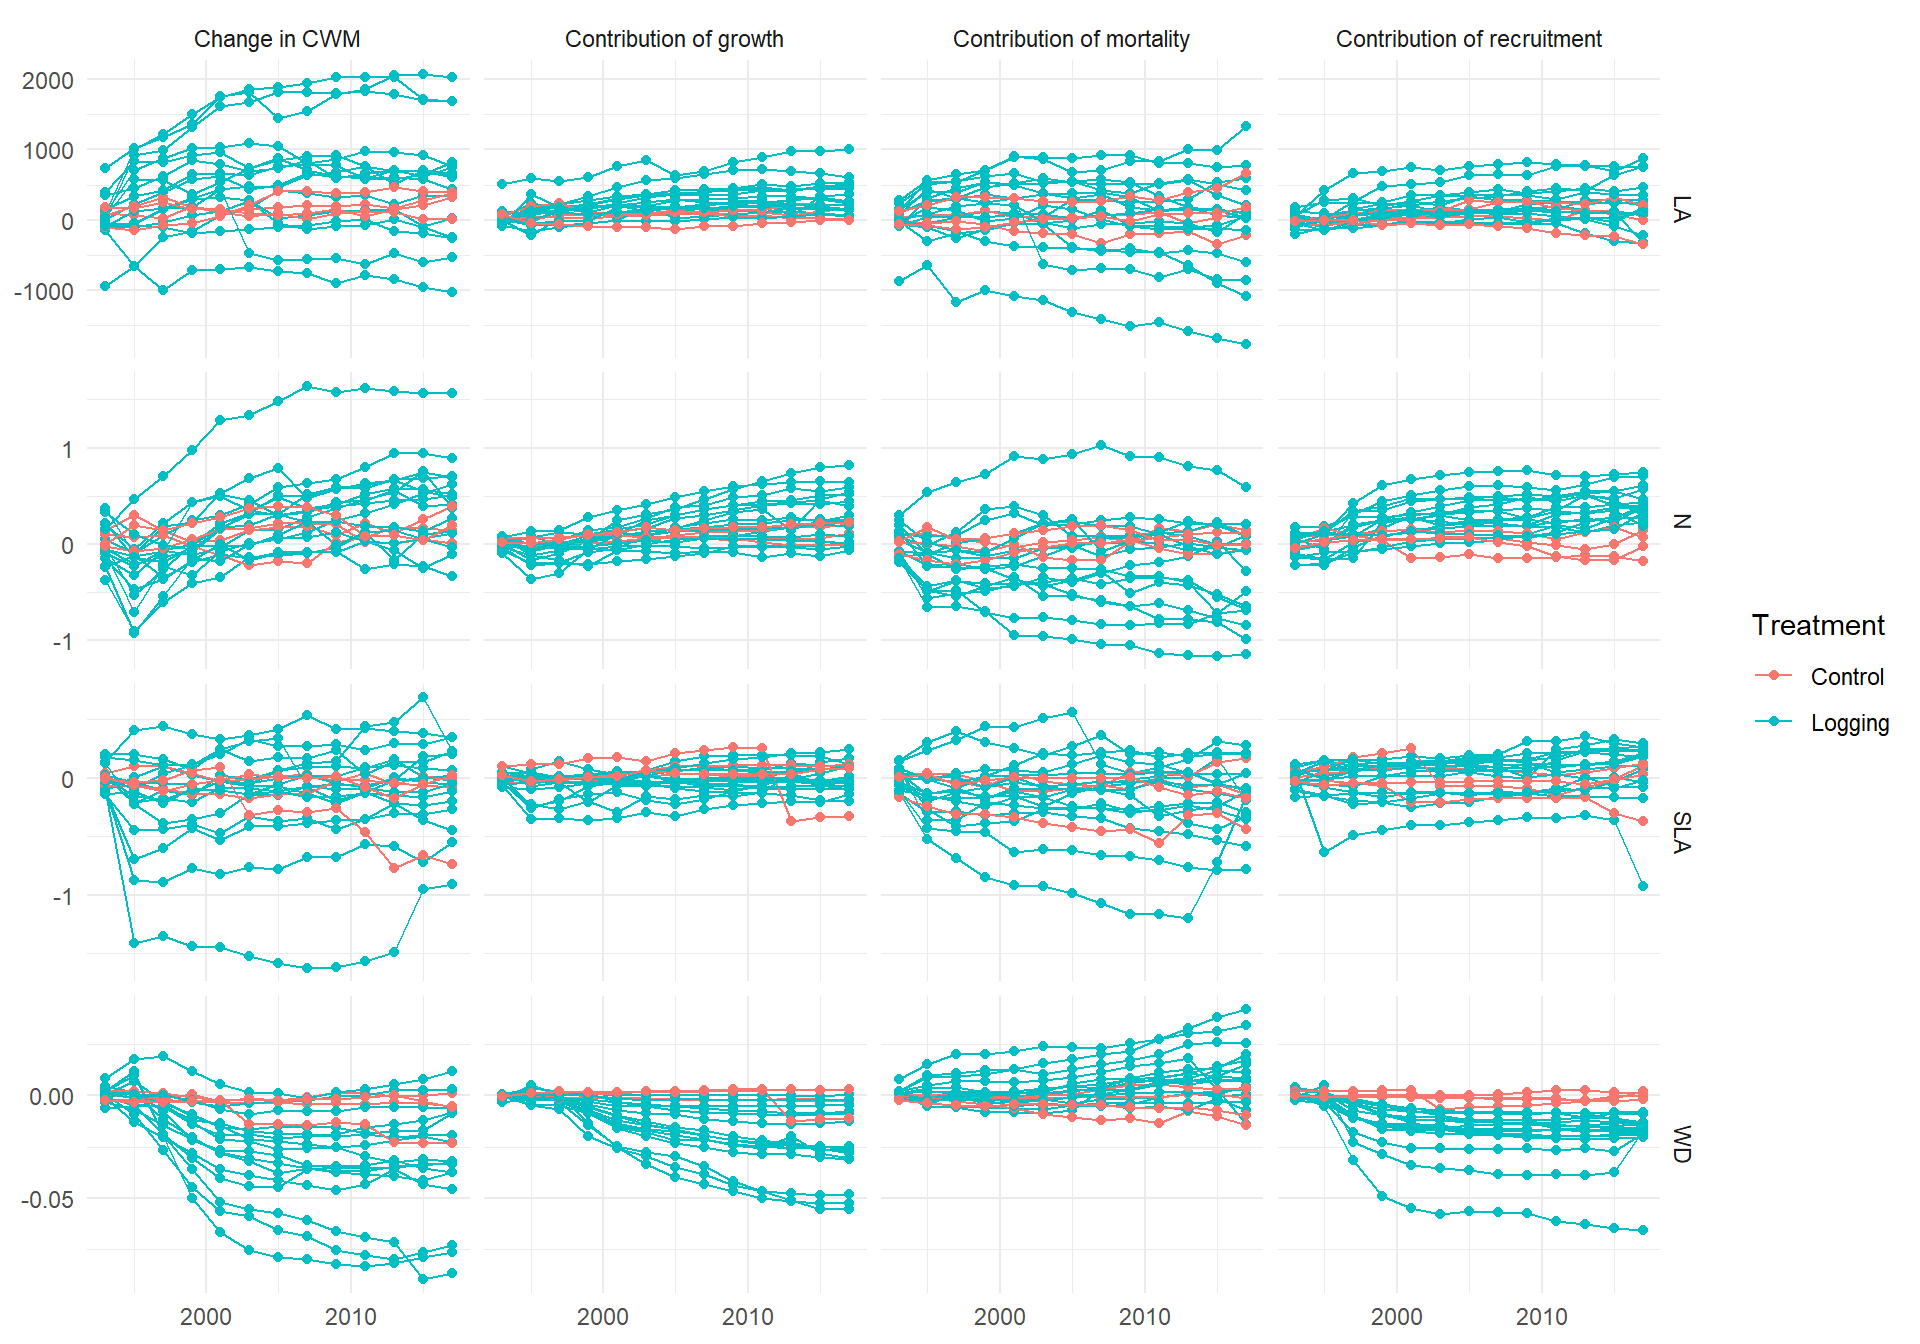 Change in CWM
Contribution of growth
Contribution of mortality
Contribution of recruitment
2000
1000
0
-1000
LA
1
0
-1
N
0
-1
SLA
0.00
-0.05
WD
2000
2010
2000
2010
2000
2010
2000
2010
Treatment
Control
Logging